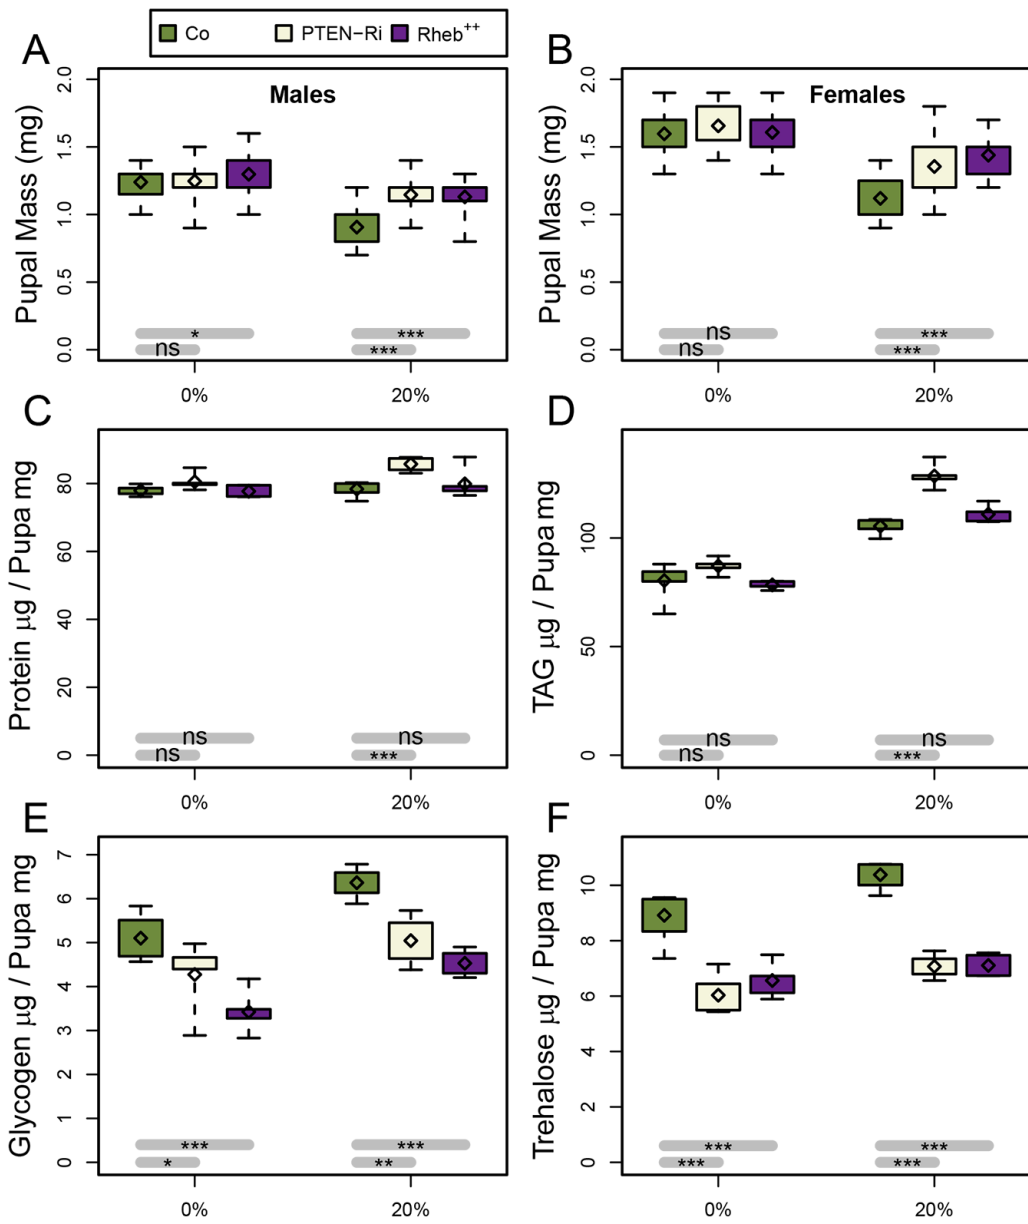 Co PTEN−Ri Rheb++
A
Pupal Mass (mg)
2.0
1.5
1.0
0.5
0.0
Males
*
ns
***
***
0% 20%
B
Pupal Mass (mg)
2.0
1.5
1.0
0.5
0.0
Females
ns
ns
***
***
0% 20%
C
Protein µg / Pupa mg
80
60
40
20
0
ns
ns
ns
***
0% 20%
D
TAG µg / Pupa mg
100
50
0
ns
ns
ns
***
0% 20%
E
Glycogen µg / Pupa mg
7
6
5
4
3
2
1
0
***
*
***
**
0% 20%
F
Trehalose µg / Pupa mg
10
8
6
4
2
0
***
***
***
***
0% 20%